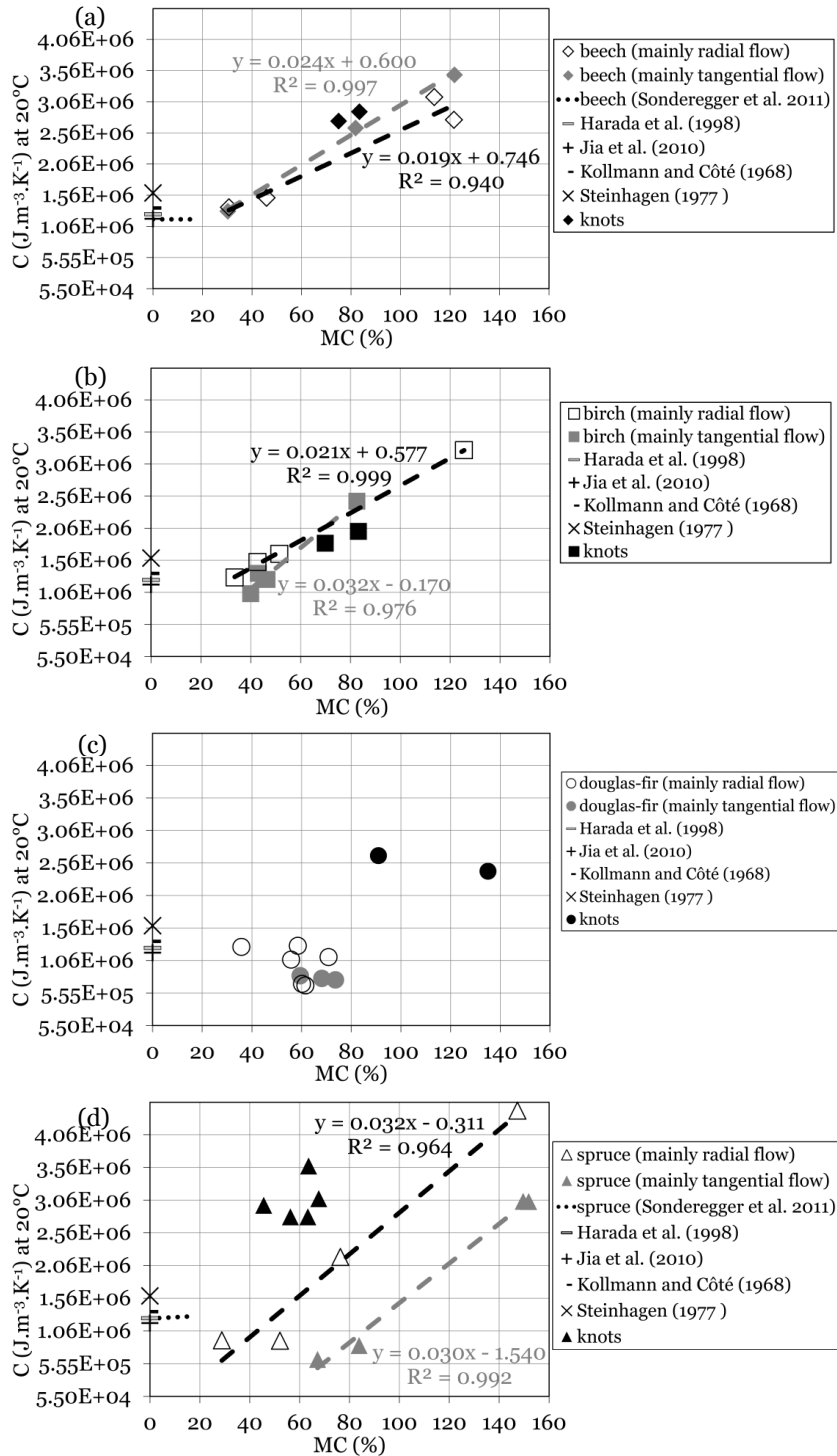 (a)
C (J.m⁻³.K⁻¹) at 20°C
4.06E+06
3.56E+06
3.06E+06
2.56E+06
2.06E+06
1.56E+06
1.06E+06
5.55E+05
5.50E+04
y = 0.024x + 0.600
R² = 0.997
y = 0.019x + 0.746
R² = 0.940
0 20 40 60 80 100 120 140 160
MC (%)
beech (mainly radial flow)
beech (mainly tangential flow)
beech (Sonderegger et al. 2011)
Harada et al. (1998)
Jia et al. (2010)
Kollmann and Côté (1968)
Steinhagen (1977 )
knots
(b)
C (J.m⁻³.K⁻¹) at 20°C
4.06E+06
3.56E+06
3.06E+06
2.56E+06
2.06E+06
1.56E+06
1.06E+06
5.55E+05
5.50E+04
y = 0.021x + 0.577
R² = 0.999
y = 0.032x - 0.170
R² = 0.976
0 20 40 60 80 100 120 140 160
MC (%)
birch (mainly radial flow)
birch (mainly tangential flow)
Harada et al. (1998)
Jia et al. (2010)
Kollmann and Côté (1968)
Steinhagen (1977 )
knots
(c)
C (J.m⁻³.K⁻¹) at 20°C
4.06E+06
3.56E+06
3.06E+06
2.56E+06
2.06E+06
1.56E+06
1.06E+06
5.55E+05
5.50E+04
0 20 40 60 80 100 120 140 160
MC (%)
douglas-fir (mainly radial flow)
douglas-fir (mainly tangential flow)
Harada et al. (1998)
Jia et al. (2010)
Kollmann and Côté (1968)
Steinhagen (1977 )
knots
(d)
C (J.m⁻³.K⁻¹) at 20°C
4.06E+06
3.56E+06
3.06E+06
2.56E+06
2.06E+06
1.56E+06
1.06E+06
5.55E+05
5.50E+04
y = 0.032x - 0.311
R² = 0.964
y = 0.030x - 1.540
R² = 0.992
0 20 40 60 80 100 120 140 160
MC (%)
spruce (mainly radial flow)
spruce (mainly tangential flow)
spruce (Sonderegger et al. 2011)
Harada et al. (1998)
Jia et al. (2010)
Kollmann and Côté (1968)
Steinhagen (1977 )
knots